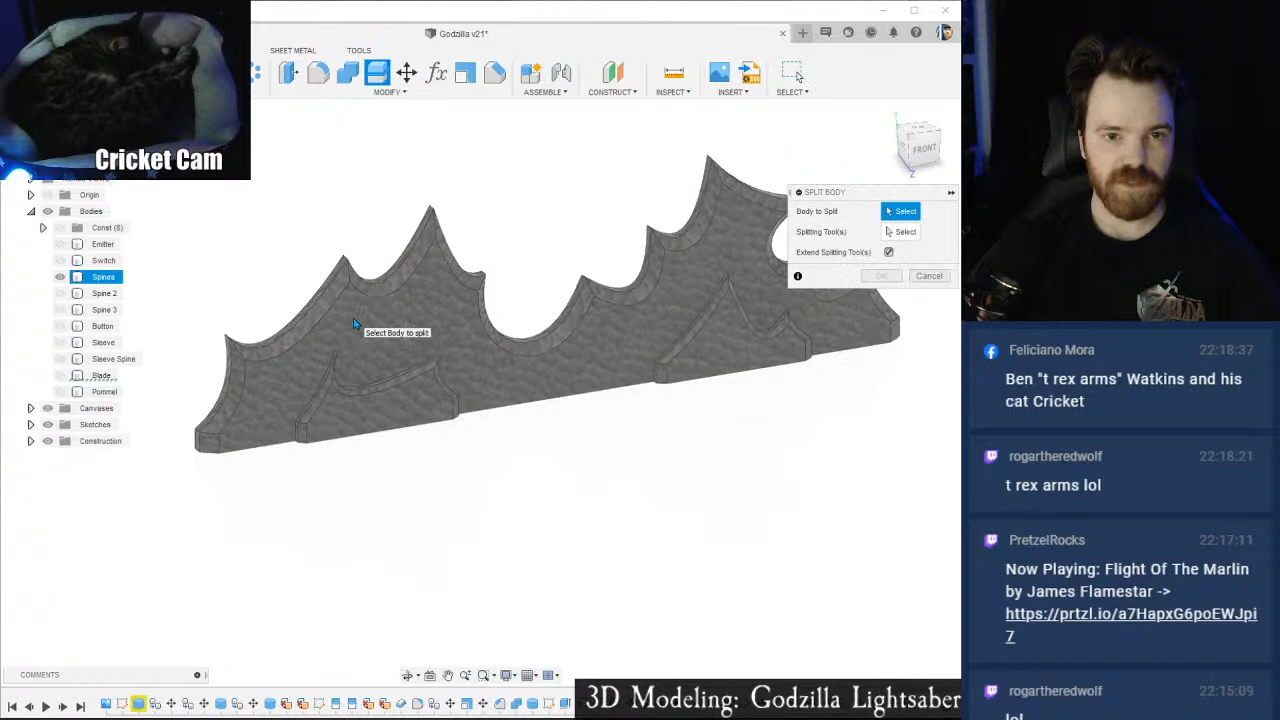 Cricket Cam
Godzilla v21*
SHEET METAL
TOOLS
MODIFY
ASSEMBLE
CONSTRUCT
INSPECT
INSERT
SELECT
FRONT
Z
Origin
Bodies
Const (8)
Emitter
Switch
Spines
Spine 2
Spine 3
Button
Sleeve
Sleeve Spine
Blade
Pommel
Canvases
Sketches
Construction
Select Body to split
SPLIT BODY
Body to Split
Select
Splitting Tool(s)
Select
Extend Splitting Tool(s)
OK
Cancel
COMMENTS
3D Modeling: Godzilla Lightsaber
Feliciano Mora 22:18:37
Ben "t rex arms" Watkins and his
cat Cricket
rogartheredwolf 22:18:21
t rex arms lol
PretzelRocks 22:17:11
Now Playing: Flight Of The Marlin
by James Flamestar ->
https://prtzl.io/a7HapxG6poEWJpi
7
rogartheredwolf 22:15:09
lol